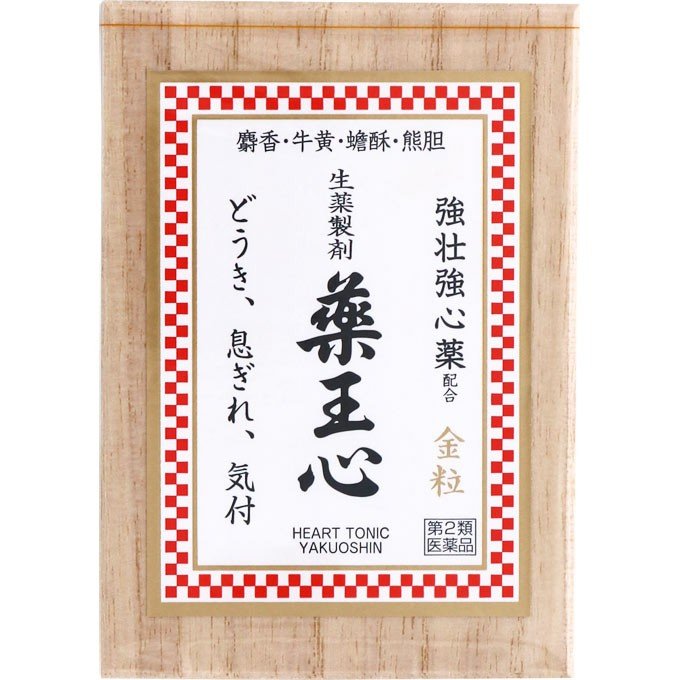 麝香・牛黄・蟾酥・熊胆
強壮強心薬配合 金粒
生薬製剤
薬王心
どうき、息ぎれ、気付
HEART TONIC
YAKUOSHIN
第2類
医薬品